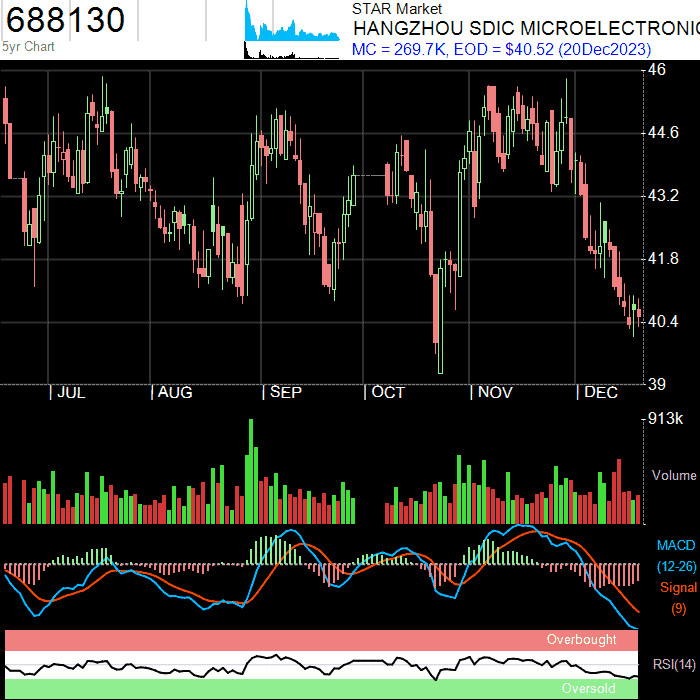 688130
5yr Chart
STAR Market
HANGZHOU SDIC MICROELECTRONIC
MC = 269.7K, EOD = $40.52 (20Dec2023)
46
44.6
43.2
41.8
40.4
39
| JUL | AUG | SEP | OCT | NOV | DEC
913k
Volume
MACD
(12-26)
Signal
(9)
Overbought
RSI(14)
Oversold